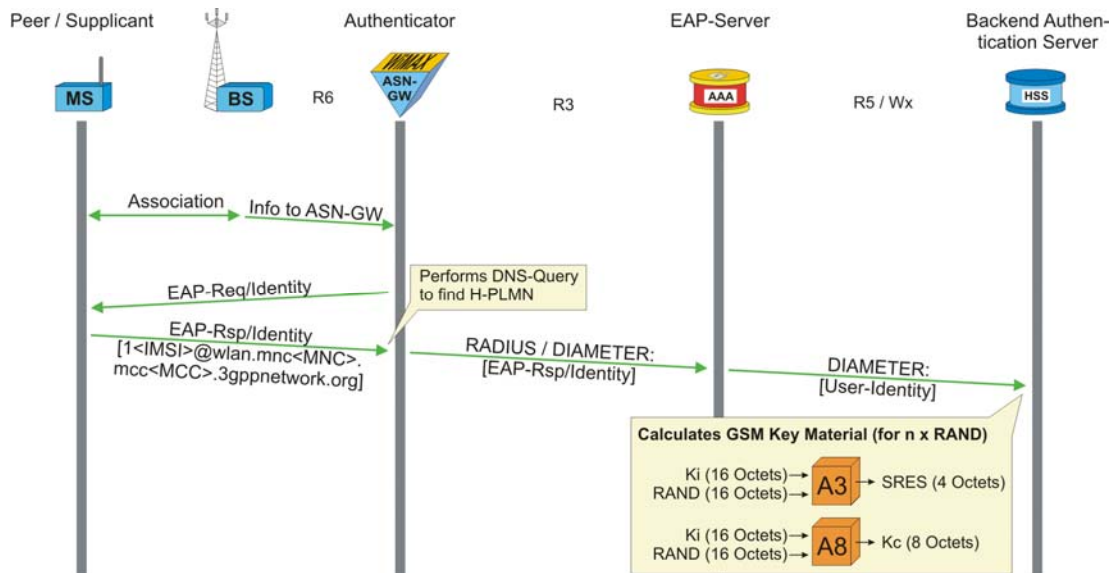 Peer / Supplicant
Authenticator
EAP-Server
Backend Authen-
tication Server
MS
BS
R6
WiMAX
ASN-
GW
R3
AAA
R5 / Wx
HSS
Association
Info to ASN-GW
Performs DNS-Query
to find H-PLMN
EAP-Req/Identity
EAP-Rsp/Identity
[1<IMSI>@wlan.mnc<MNC>.
mcc<MCC>.3gppnetwork.org]
RADIUS / DIAMETER:
[EAP-Rsp/Identity]
DIAMETER:
[User-Identity]
Calculates GSM Key Material (for n x RAND)
Ki (16 Octets)
RAND (16 Octets)
A3
SRES (4 Octets)
Ki (16 Octets)
RAND (16 Octets)
A8
Kc (8 Octets)